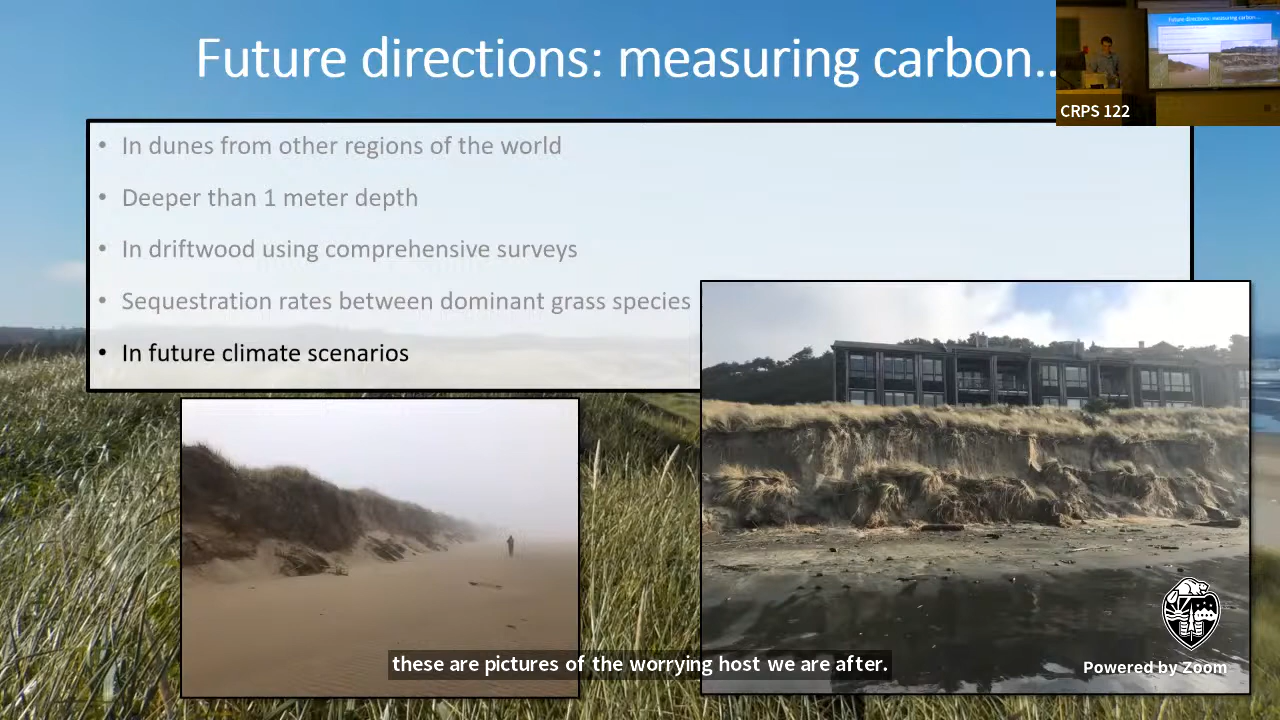 Future directions: measuring carbon...
CRPS 122
• In dunes from other regions of the world
• Deeper than 1 meter depth
• In driftwood using comprehensive surveys
• Sequestration rates between dominant grass species
• In future climate scenarios
these are pictures of the worrying host we are after.
Powered by Zoom